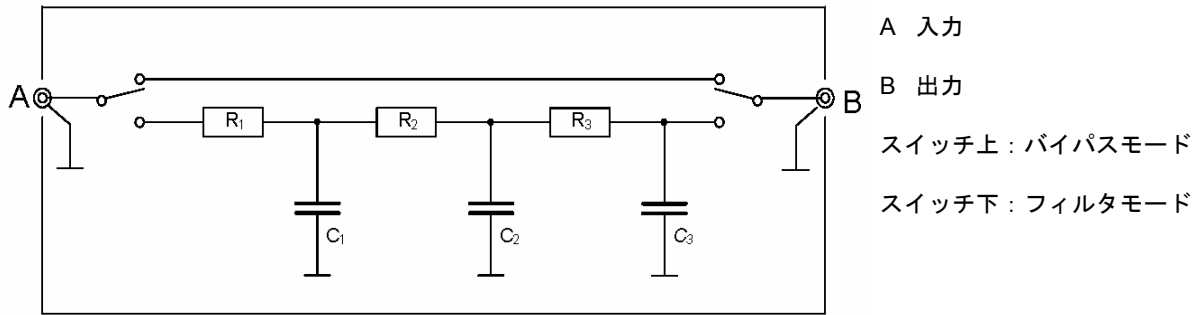 A
R1
R2
R3
C1
C2
C3
B
A 入力
B 出力
スイッチ上：バイパスモード
スイッチ下：フィルタモード